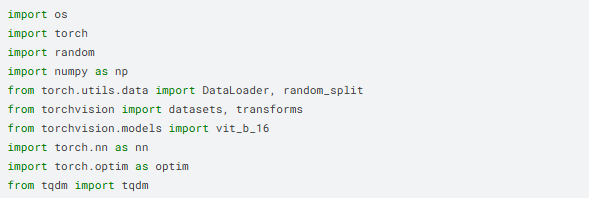 import os
import torch
import random
import numpy as np
from torch.utils.data import DataLoader, random_split
from torchvision import datasets, transforms
from torchvision.models import vit_b_16
import torch.nn as nn
import torch.optim as optim
from tqdm import tqdm